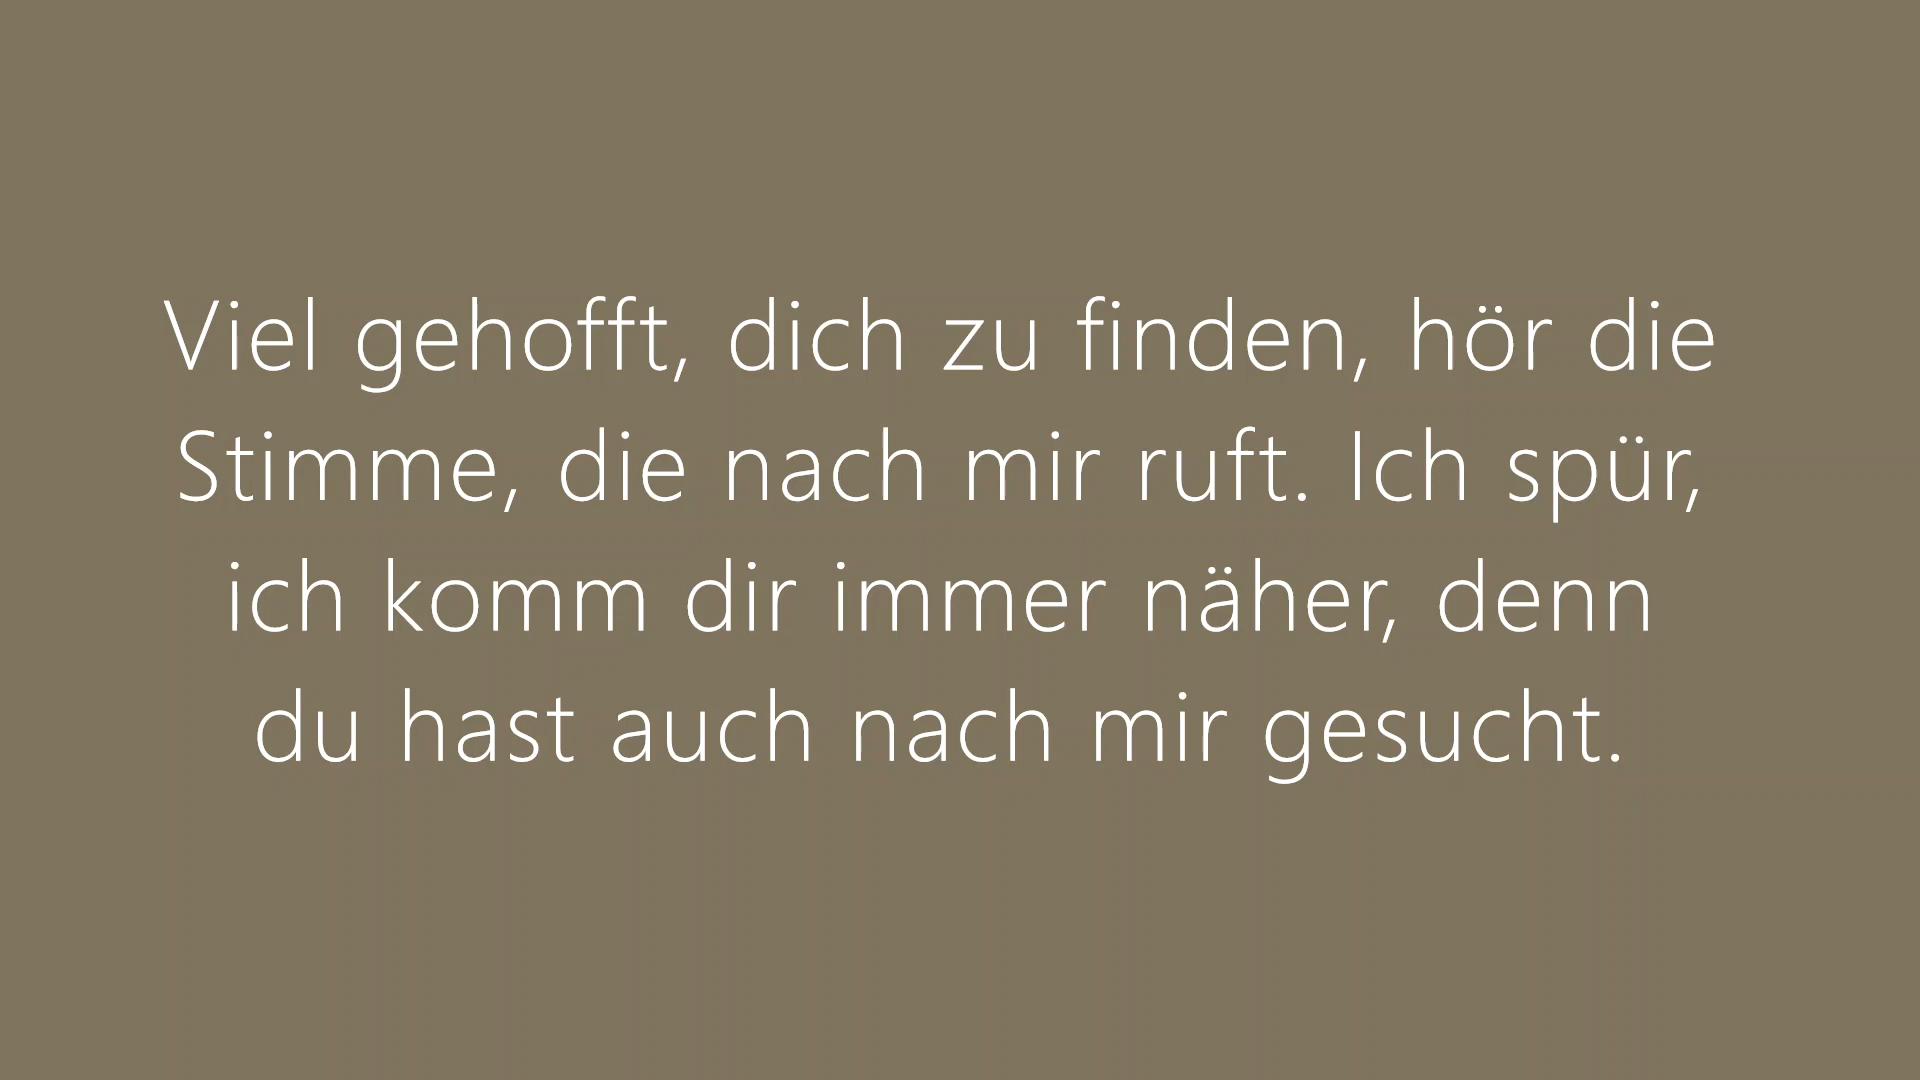 Viel gehofft, dich zu finden, hör die
Stimme, die nach mir ruft. Ich spür,
ich komm dir immer näher, denn
du hast auch nach mir gesucht.